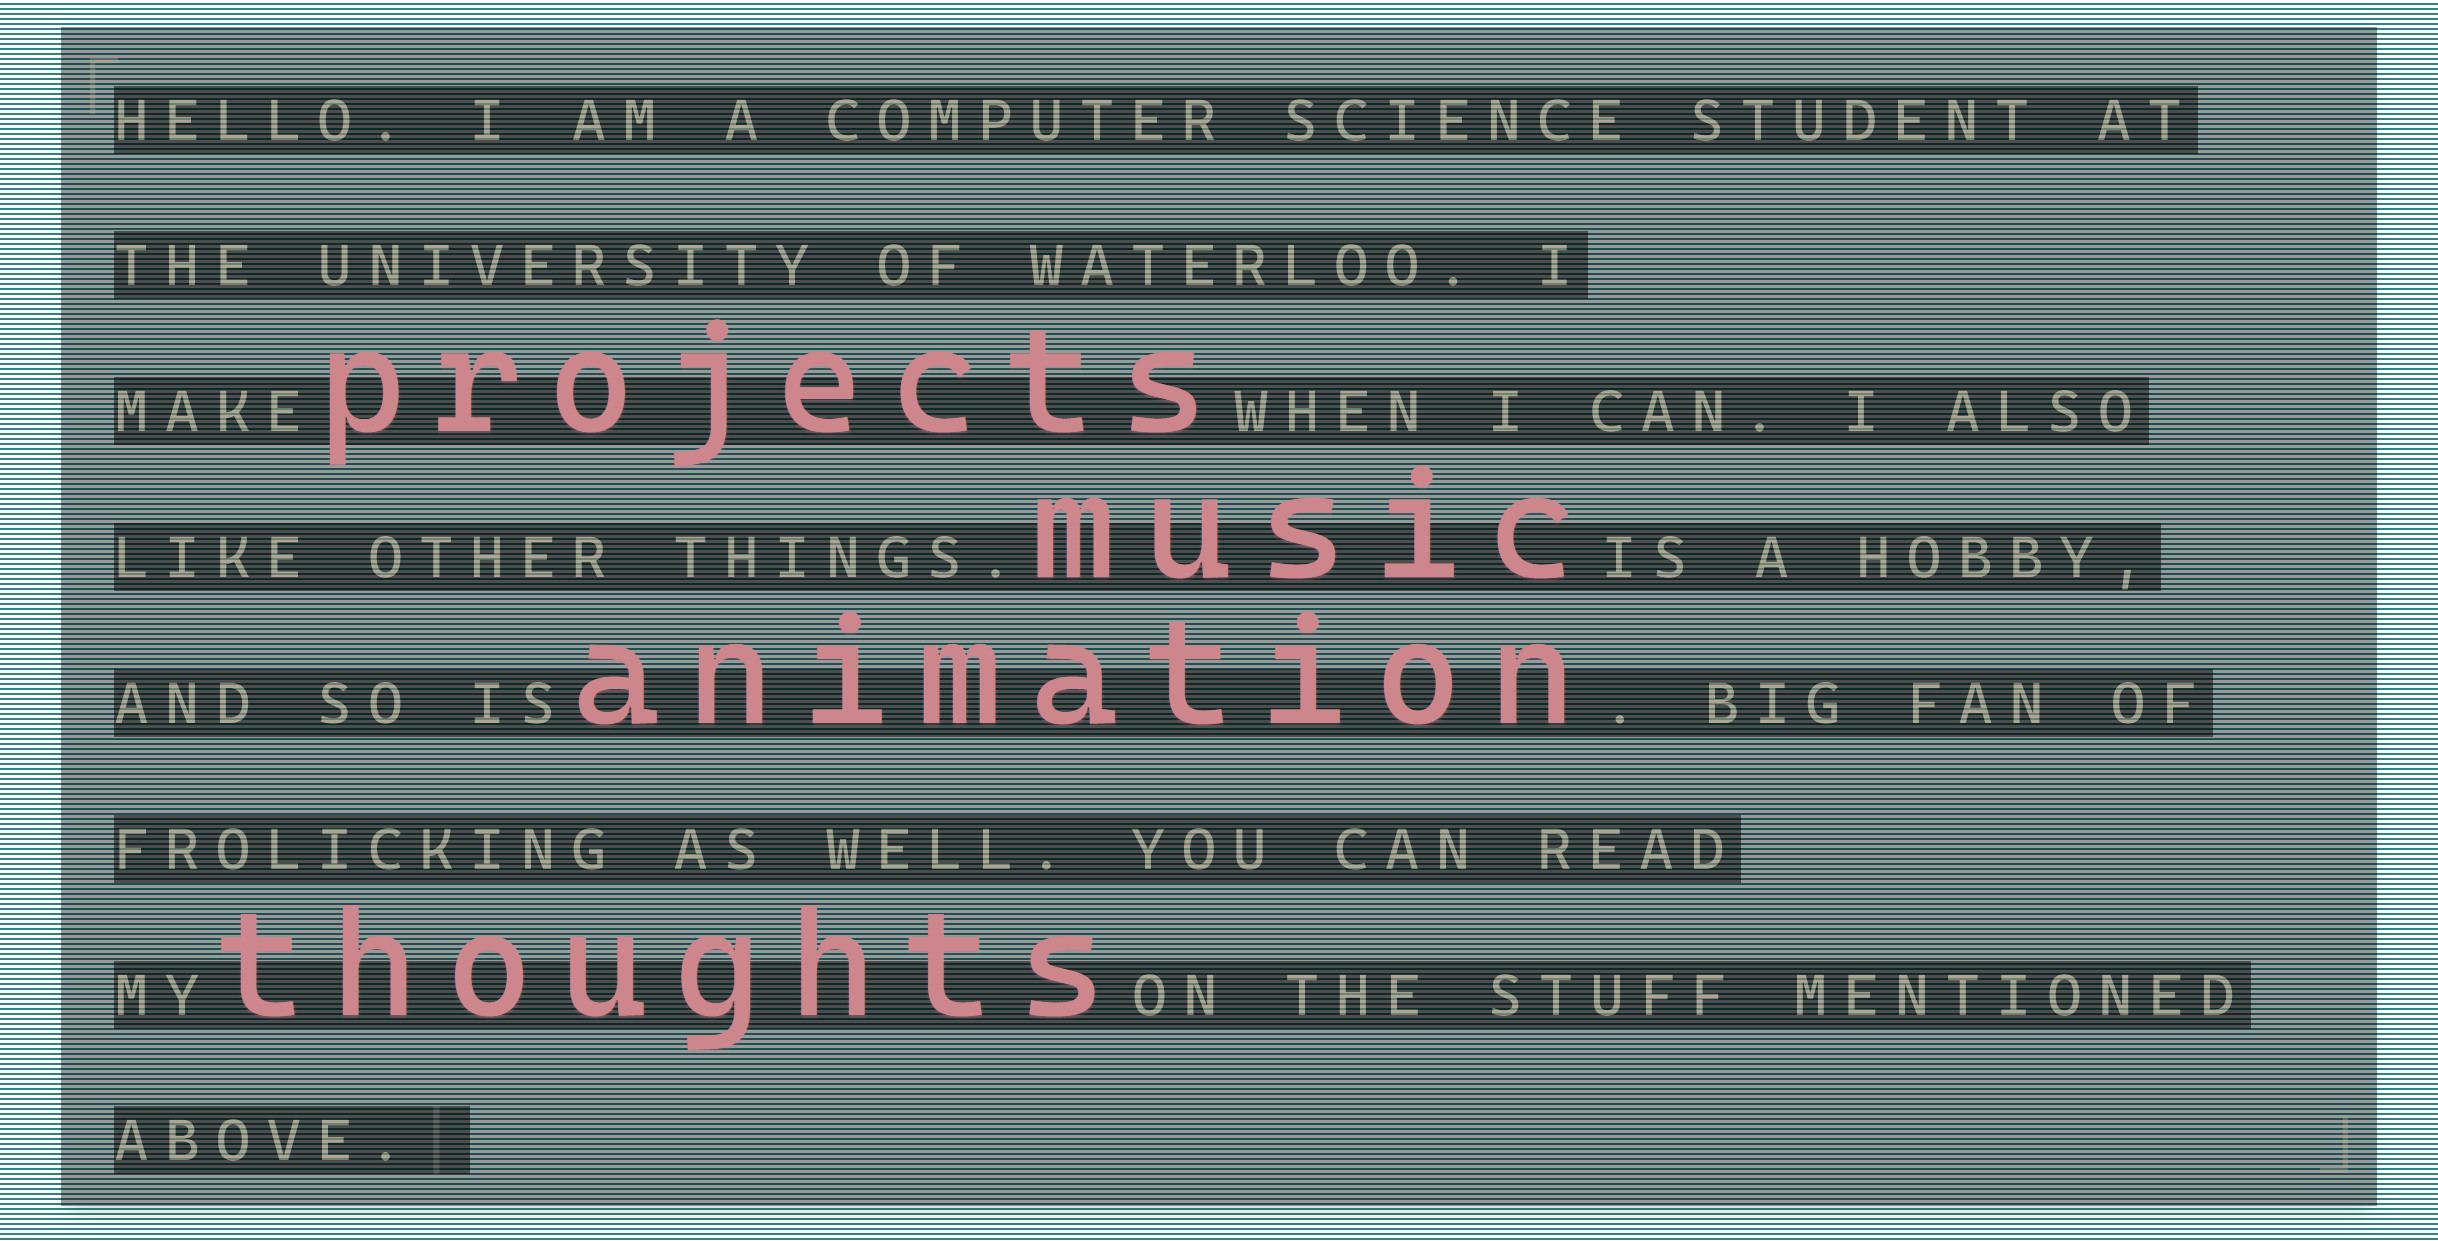 HELLO. I AM A COMPUTER SCIENCE STUDENT AT
THE UNIVERSITY OF WATERLOO. I
MAKE projects WHEN I CAN. I ALSO
LIKE OTHER THINGS. music IS A HOBBY,
AND SO IS animation. BIG FAN OF
FROLICKING AS WELL. YOU CAN READ
MY thoughts ON THE STUFF MENTIONED
ABOVE.